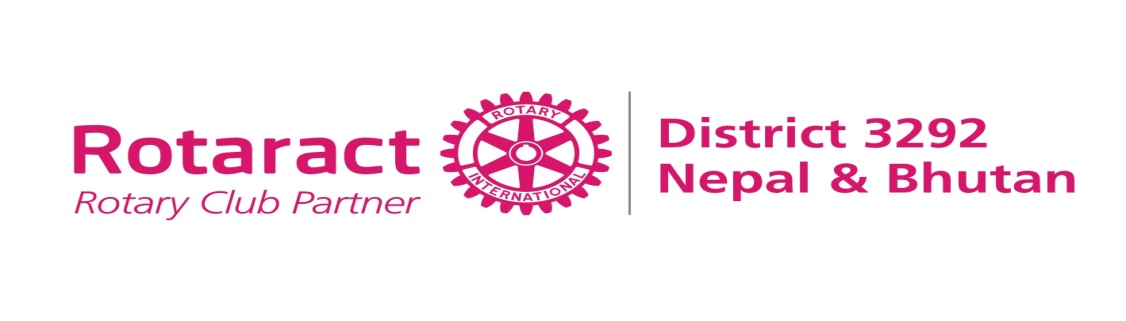 Rotaract
Rotary Club Partner
ROTARY
INTERNATIONAL
District 3292
Nepal & Bhutan